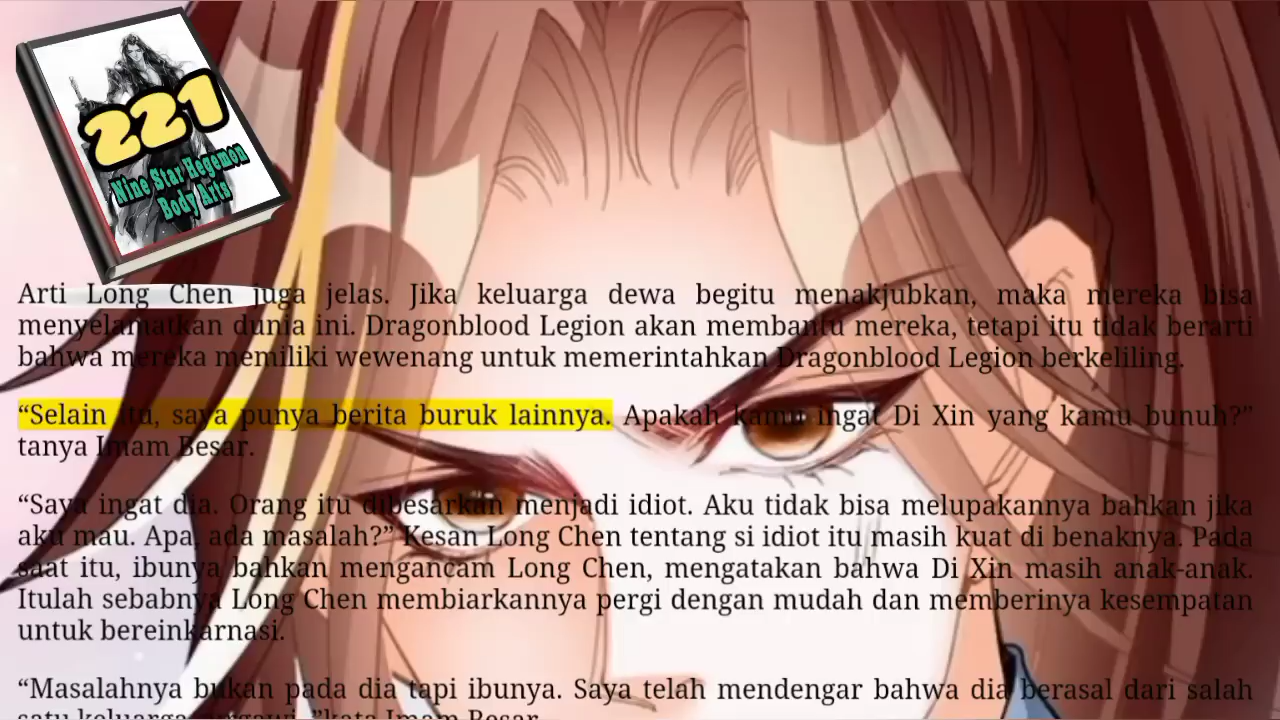 221
Nine Star Hegemon
Body Arts
Arti Long Chen juga jelas. Jika keluarga dewa begitu menakjubkan, maka mereka bisa
menyelamatkan dunia ini. Dragonblood Legion akan membantu mereka, tetapi itu tidak berarti
bahwa mereka memiliki wewenang untuk memerintahkan Dragonblood Legion berkeliling.
“Selain itu, saya punya berita buruk lainnya. Apakah kamu ingat Di Xin yang kamu bunuh?”
tanya Imam Besar.
“Saya ingat dia. Orang itu dibesarkan menjadi idiot. Aku tidak bisa melupakannya bahkan jika
aku mau. Apa, ada masalah?” Kesan Long Chen tentang si idiot itu masih kuat di benaknya. Pada
saat itu, ibunya bahkan mengancam Long Chen, mengatakan bahwa Di Xin masih anak-anak.
Itulah sebabnya Long Chen membiarkannya pergi dengan mudah dan memberinya kesempatan
untuk bereinkarnasi.
“Masalahnya bukan pada dia tapi ibunya. Saya telah mendengar bahwa dia berasal dari salah
satu keluarga kata Imam Besar.